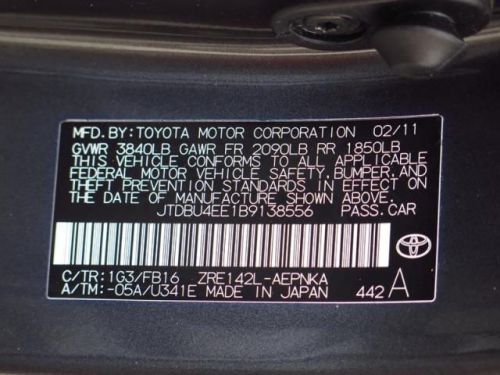 MFD. BY: TOYOTA MOTOR CORPORATION 02/11
GVWR 3840LB GAWR FR 2090LB RR 1850LB
THIS VEHICLE CONFORMS TO ALL APPLICABLE
FEDERAL MOTOR VEHICLE SAFETY, BUMPER, AND
THEFT PREVENTION STANDARDS IN EFFECT ON
THE DATE OF MANUFACTURE SHOWN ABOVE.
JTDBU4EE1B9138556 PASS. CAR
C/TR: 1G3/FB16 ZRE142L-AEPNKA
A/TM: -05A/U341E MADE IN JAPAN 442 A